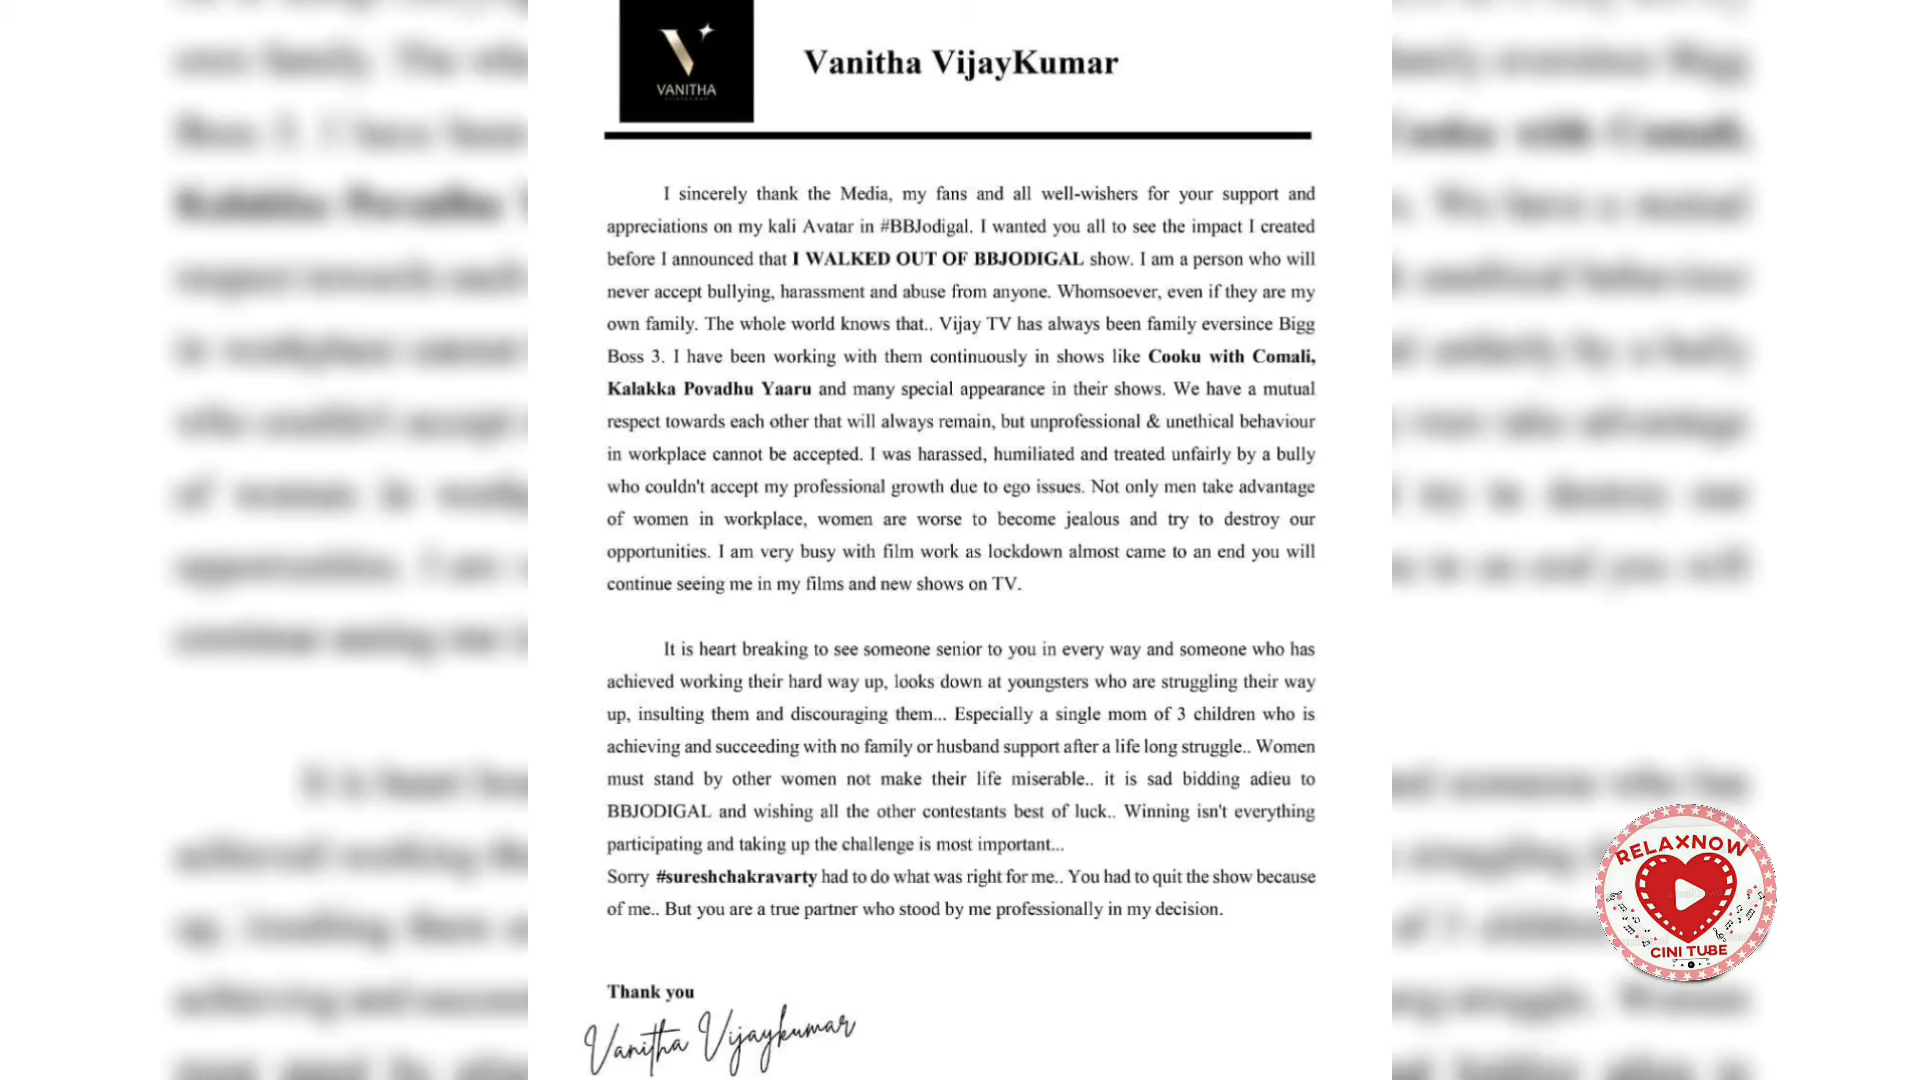 VANITHA
Vanitha VijayKumar
I sincerely thank the Media, my fans and all well-wishers for your support and
appreciations on my kali Avatar in #BBJodigal. I wanted you all to see the impact I created
before I announced that I WALKED OUT OF BBJODIGAL show. I am a person who will
never accept bullying, harassment and abuse from anyone. Whomsoever, even if they are my
own family. The whole world knows that.. Vijay TV has always been family eversince Bigg
Boss 3. I have been working with them continuously in shows like Cooku with Comali,
Kalakka Povadhu Yaaru and many special appearance in their shows. We have a mutual
respect towards each other that will always remain, but unprofessional & unethical behaviour
in workplace cannot be accepted. I was harassed, humiliated and treated unfairly by a bully
who couldn't accept my professional growth due to ego issues. Not only men take advantage
of women in workplace, women are worse to become jealous and try to destroy our
opportunities. I am very busy with film work as lockdown almost came to an end you will
continue seeing me in my films and new shows on TV.
It is heart breaking to see someone senior to you in every way and someone who has
achieved working their hard way up, looks down at youngsters who are struggling their way
up, insulting them and discouraging them... Especially a single mom of 3 children who is
achieving and succeeding with no family or husband support after a life long struggle.. Women
must stand by other women not make their life miserable.. it is sad bidding adieu to
BBJODIGAL and wishing all the other contestants best of luck.. Winning isn't everything
participating and taking up the challenge is most important...
Sorry #sureshchakravarty had to do what was right for me.. You had to quit the show because
of me.. But you are a true partner who stood by me professionally in my decision.
Thank you
Vanitha Vijaykumar
RELAXNOW
CINI TUBE